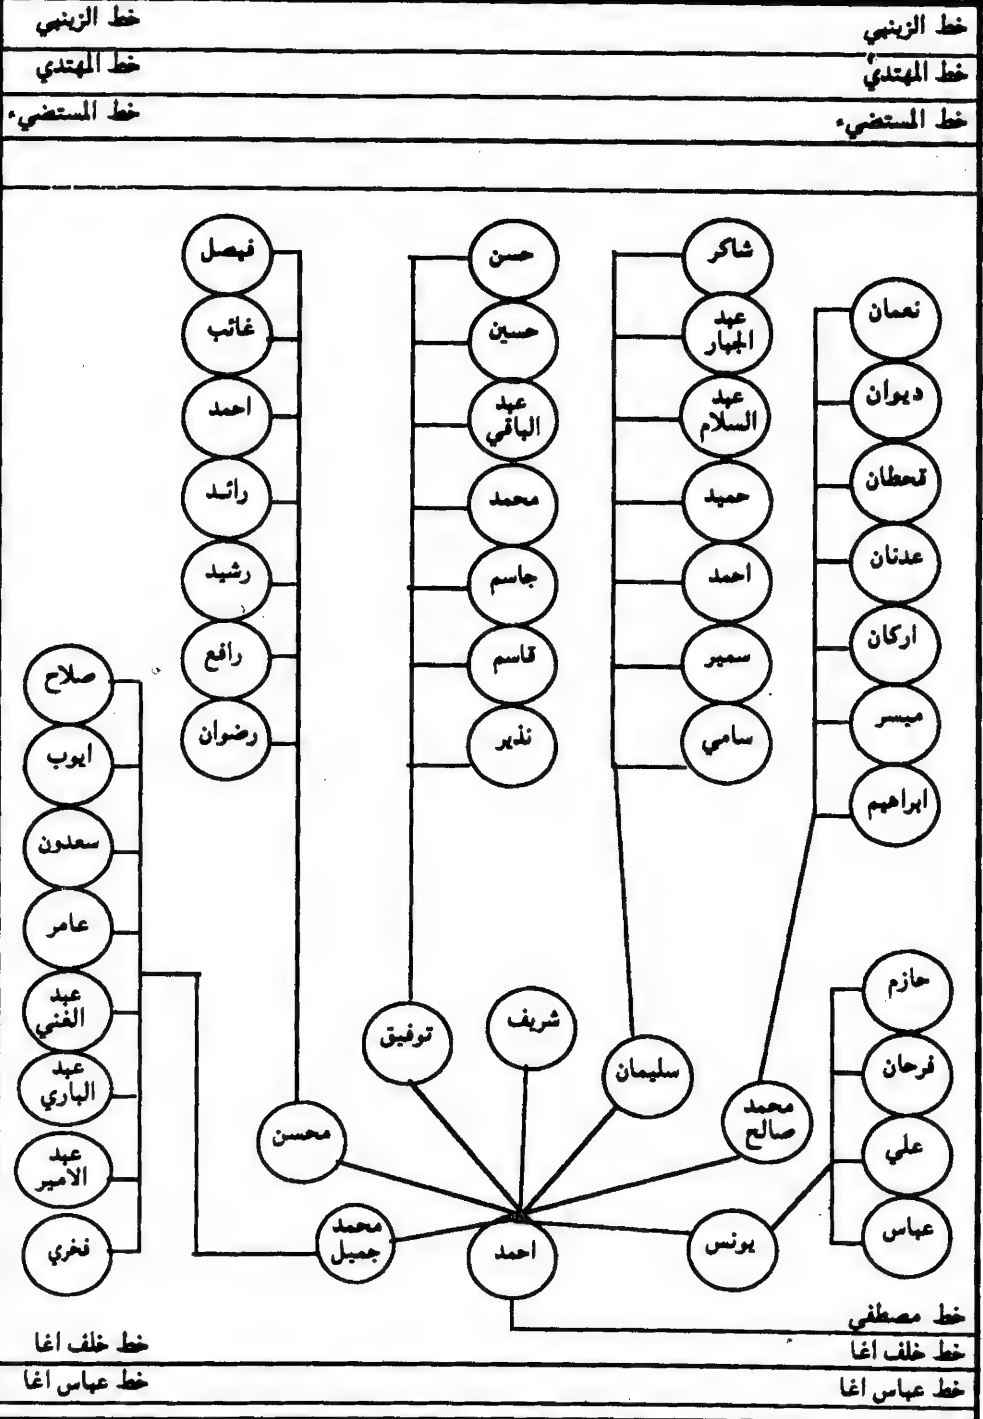 خط الزينبي
خط الزينبي
خط المهتدي
خط المهتدي
خط المستضيء
خط المستضيء
نعمان
ديوان
قحطان
عدنان
اركان
ميسر
ابراهيم
شاكر
عبد
الجبار
عبد
السلام
حميد
احمد
سمير
سامي
حسن
حسين
عبد
الباقي
محمد
جاسم
قاسم
نذير
فيصل
غائب
احمد
رائد
رشيد
رافع
رضوان
صلاح
ايوب
سعدون
عامر
عبد
الغني
عبد
الباري
عبد
الامير
فخري
حازم
فرحان
علي
عباس
شريف
توفيق
سليمان
محمد
صالح
محسن
محمد
جميل
يونس
احمد
خط مصطفي
خط خلف اغا
خط خلف اغا
خط عباس اغا
خط عباس اغا